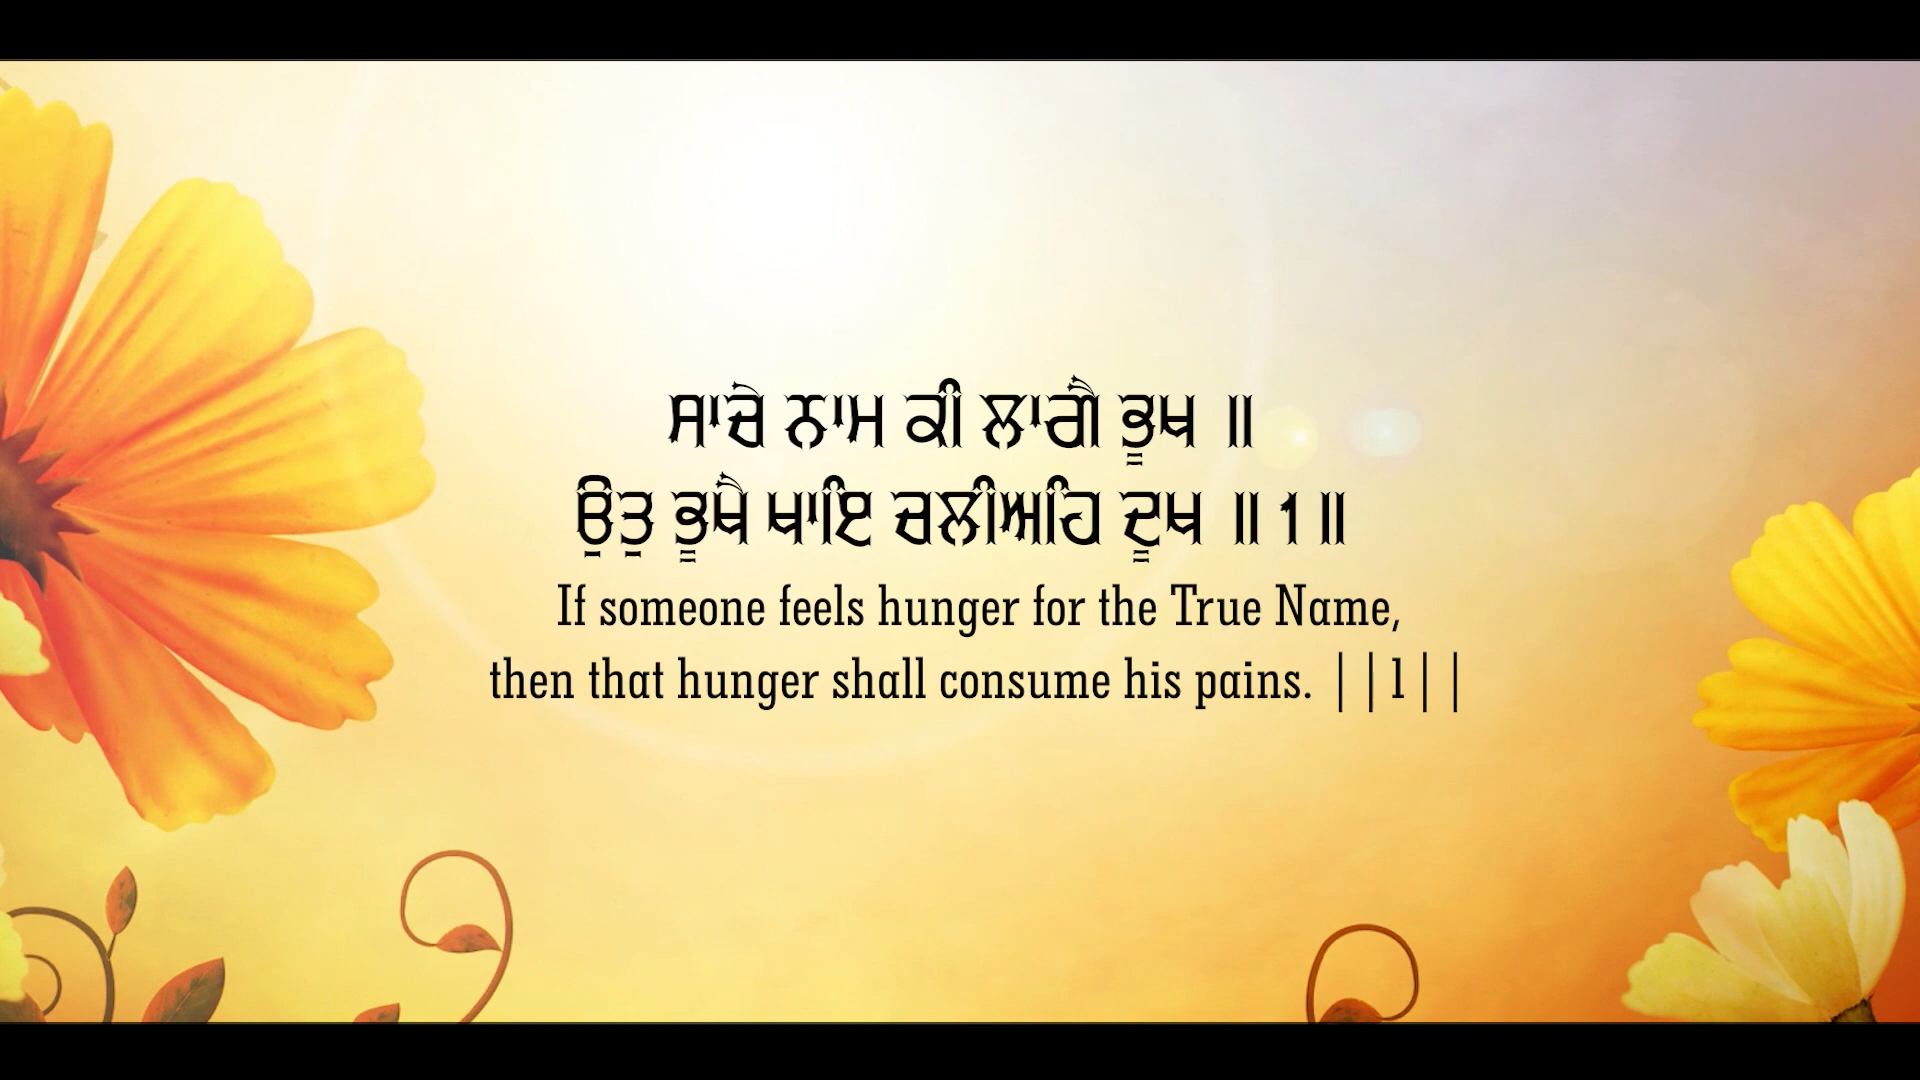 ਸਾਚੇ ਨਾਮ ਕੀ ਲਾਗੈ ਭੂਖ ॥
ਉਤੁ ਭੂਖੈ ਖਾਇ ਚਲੀਅਹਿ ਦੂਖ ॥1॥
If someone feels hunger for the True Name,
then that hunger shall consume his pains. ||1||